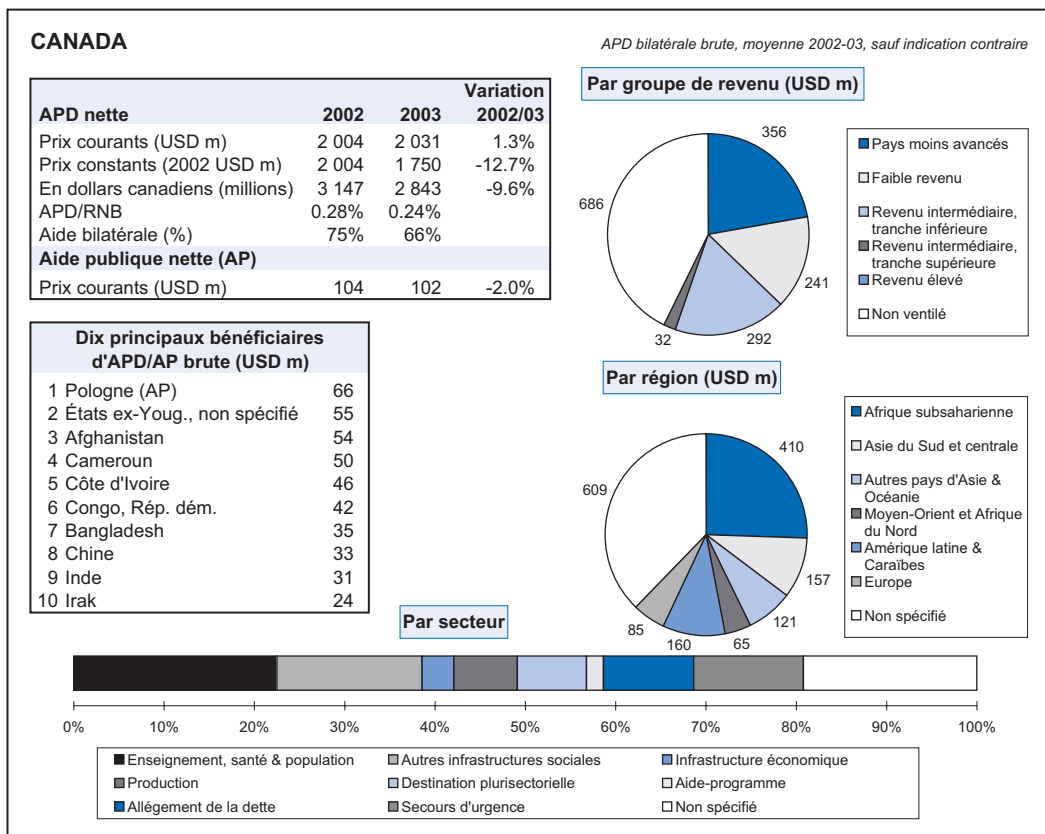 CANADA
APD bilatérale brute, moyenne 2002-03, sauf indication contraire
Variation
APD nette 2002 2003 2002/03
Prix courants (USD m) 2 004 2 031 1.3%
Prix constants (2002 USD m) 2 004 1 750 -12.7%
En dollars canadiens (millions) 3 147 2 843 -9.6%
APD/RNB 0.28% 0.24%
Aide bilatérale (%) 75% 66%
Aide publique nette (AP)
Prix courants (USD m) 104 102 -2.0%
Par groupe de revenu (USD m)
356
241
292
32
686
Pays moins avancés
Faible revenu
Revenu intermédiaire,
tranche inférieure
Revenu intermédiaire,
tranche supérieure
Revenu élevé
Non ventilé
Dix principaux bénéficiaires
d'APD/AP brute (USD m)
1 Pologne (AP) 66
2 États ex-Youg., non spécifié 55
3 Afghanistan 54
4 Cameroun 50
5 Côte d'Ivoire 46
6 Congo, Rép. dém. 42
7 Bangladesh 35
8 Chine 33
9 Inde 31
10 Irak 24
Par région (USD m)
410
157
121
65
160
85
609
Afrique subsaharienne
Asie du Sud et centrale
Autres pays d'Asie &
Océanie
Moyen-Orient et Afrique
du Nord
Amérique latine &
Caraïbes
Europe
Non spécifié
Par secteur
0% 10% 20% 30% 40% 50% 60% 70% 80% 90% 100%
Enseignement, santé & population Autres infrastructures sociales Infrastructure économique
Production Destination plurisectorielle Aide-programme
Allégement de la dette Secours d'urgence Non spécifié